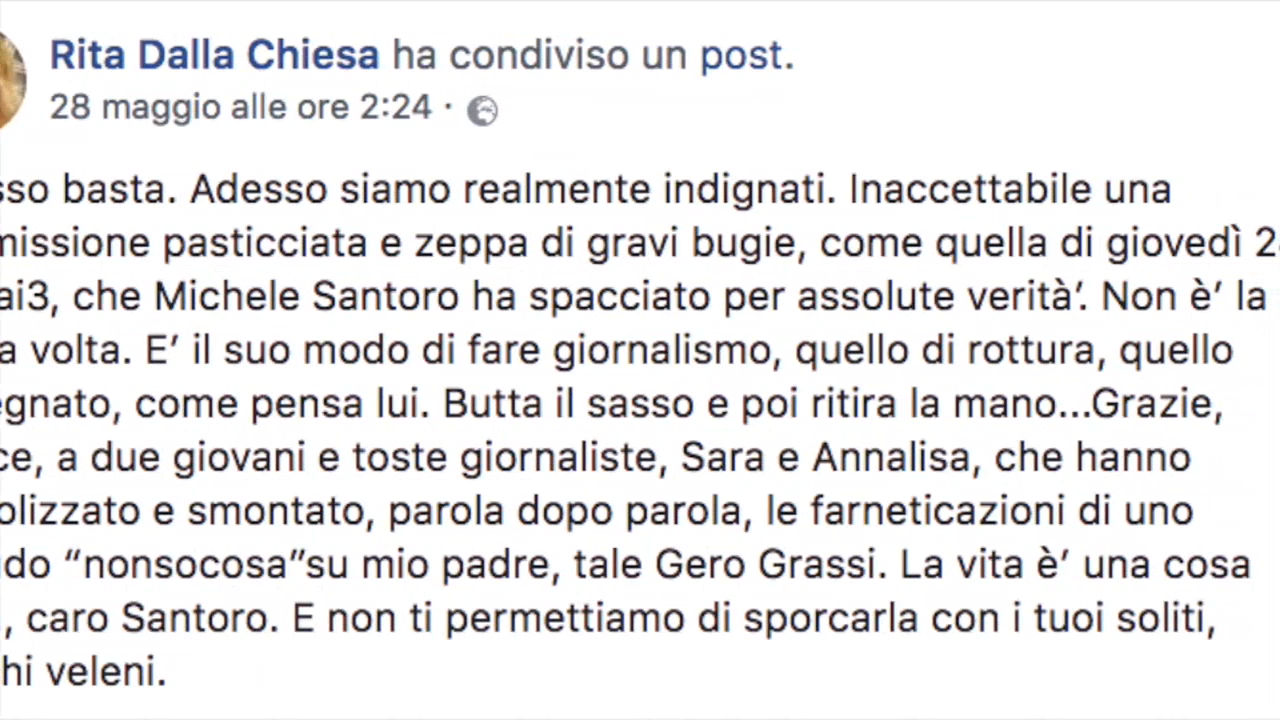 Rita Dalla Chiesa ha condiviso un post.
28 maggio alle ore 2:24 ·
sso basta. Adesso siamo realmente indignati. Inaccettabile una
missione pasticciata e zeppa di gravi bugie, come quella di giovedì 2
ai3, che Michele Santoro ha spacciato per assolute verità’. Non è’ la
a volta. E’ il suo modo di fare giornalismo, quello di rottura, quello
egnato, come pensa lui. Butta il sasso e poi ritira la mano...Grazie,
ce, a due giovani e toste giornaliste, Sara e Annalisa, che hanno
olizzato e smontato, parola dopo parola, le farneticazioni di uno
do “nonsocosa”su mio padre, tale Gero Grassi. La vita è’ una cosa
, caro Santoro. E non ti permettiamo di sporcarla con i tuoi soliti,
hi veleni.